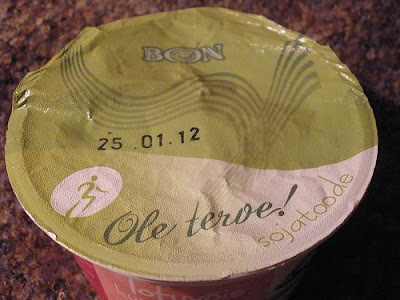 BON
25.01.12
Ole terve!
sojatoode